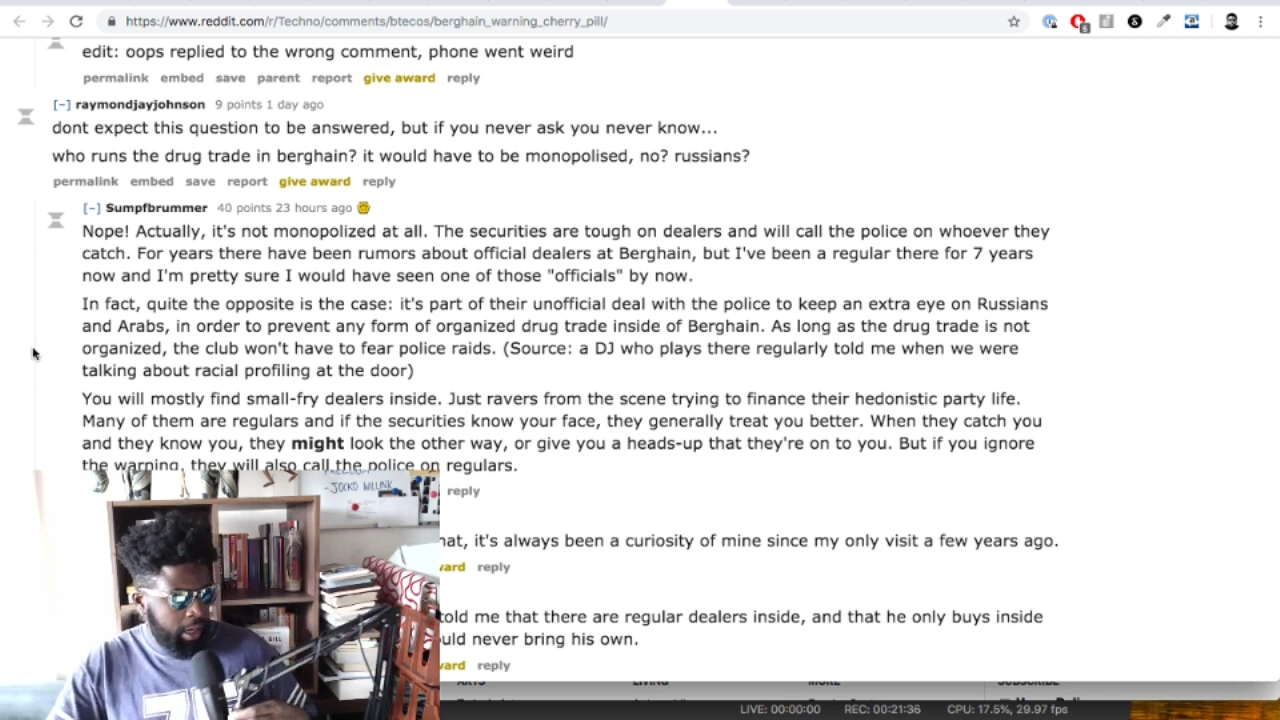 https://www.reddit.com/r/Techno/comments/btecos/berghain_warning_cherry_pill/
5
edit: oops replied to the wrong comment, phone went weird
permalink embed save parent report give award reply
[-] raymondjayjohnson 9 points 1 day ago
dont expect this question to be answered, but if you never ask you never know...
who runs the drug trade in berghain? it would have to be monopolised, no? russians?
permalink embed save report give award reply
[-] Sumpfbrummer 40 points 23 hours ago
Nope! Actually, it's not monopolized at all. The securities are tough on dealers and will call the police on whoever they
catch. For years there have been rumors about official dealers at Berghain, but I've been a regular there for 7 years
now and I'm pretty sure I would have seen one of those "officials" by now.
In fact, quite the opposite is the case: it's part of their unofficial deal with the police to keep an extra eye on Russians
and Arabs, in order to prevent any form of organized drug trade inside of Berghain. As long as the drug trade is not
organized, the club won't have to fear police raids. (Source: a DJ who plays there regularly told me when we were
talking about racial profiling at the door)
You will mostly find small-fry dealers inside. Just ravers from the scene trying to finance their hedonistic party life.
Many of them are regulars and if the securities know your face, they generally treat you better. When they catch you
and they know you, they might look the other way, or give you a heads-up that they're on to you. But if you ignore
the warning, they will also call the police on regulars.
reply
- JOCKO WILLINK
hat, it's always been a curiosity of mine since my only visit a few years ago.
ward reply
told me that there are regular dealers inside, and that he only buys inside
uld never bring his own.
ward reply
ARTS LIVING MORE SUBSCRIBE
LIVE: 00:00:00 REC: 00:21:36 CPU: 17.5%, 29.97 fps